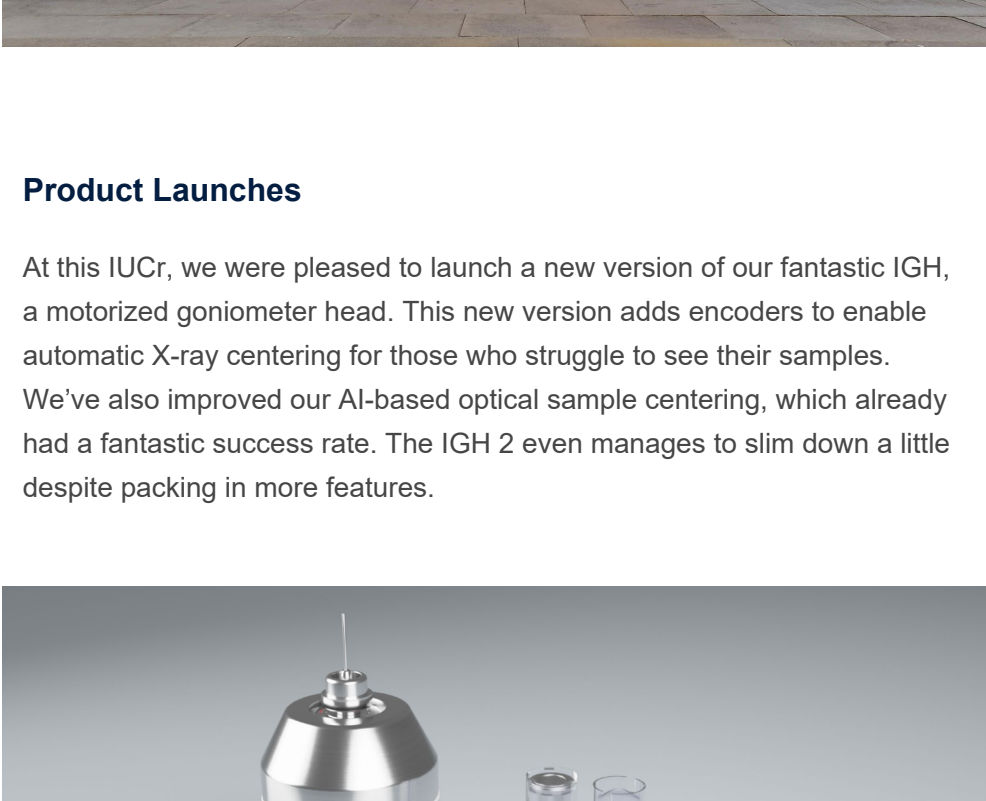 Product Launches
At this IUCr, we were pleased to launch a new version of our fantastic IGH,
a motorized goniometer head. This new version adds encoders to enable
automatic X-ray centering for those who struggle to see their samples.
We’ve also improved our AI-based optical sample centering, which already
had a fantastic success rate. The IGH 2 even manages to slim down a little
despite packing in more features.